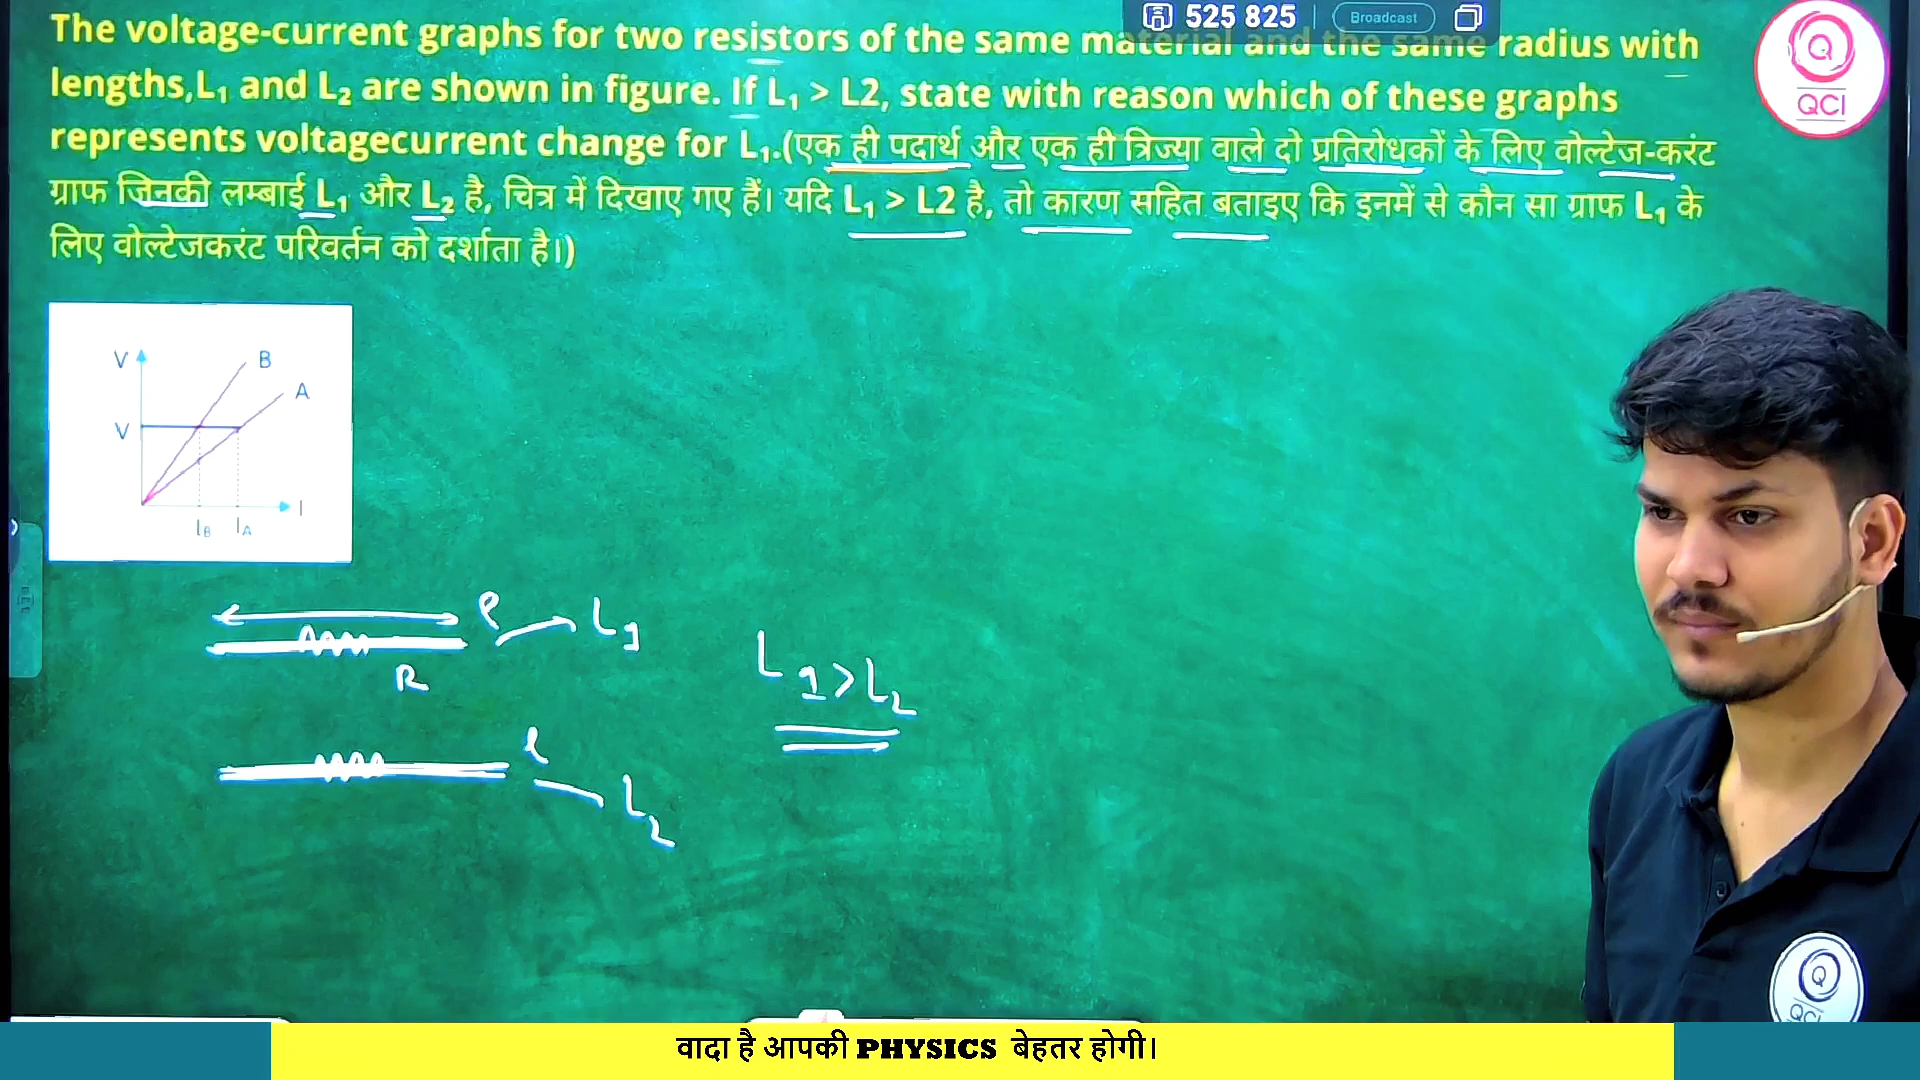 525 825 Broadcast
The voltage-current graphs for two resistors of the same material and the same radius with
lengths,L₁ and L₂ are shown in figure. If L₁ > L2, state with reason which of these graphs
represents voltagecurrent change for L₁.(एक ही पदार्थ और एक ही त्रिज्या वाले दो प्रतिरोधकों के लिए वोल्टेज-करंट
ग्राफ जिनकी लम्बाई L₁ और L₂ है, चित्र में दिखाए गए हैं। यदि L₁ > L2 है, तो कारण सहित बताइए कि इनमें से कौन सा ग्राफ L₁ के
लिए वोल्टेजकरंट परिवर्तन को दर्शाता है।)
Q
QCI
V
B
A
V
I
I_B I_A
L₁
R
L₁>L₂
L₂
Q
QCI
वादा है आपकी PHYSICS बेहतर होगी।